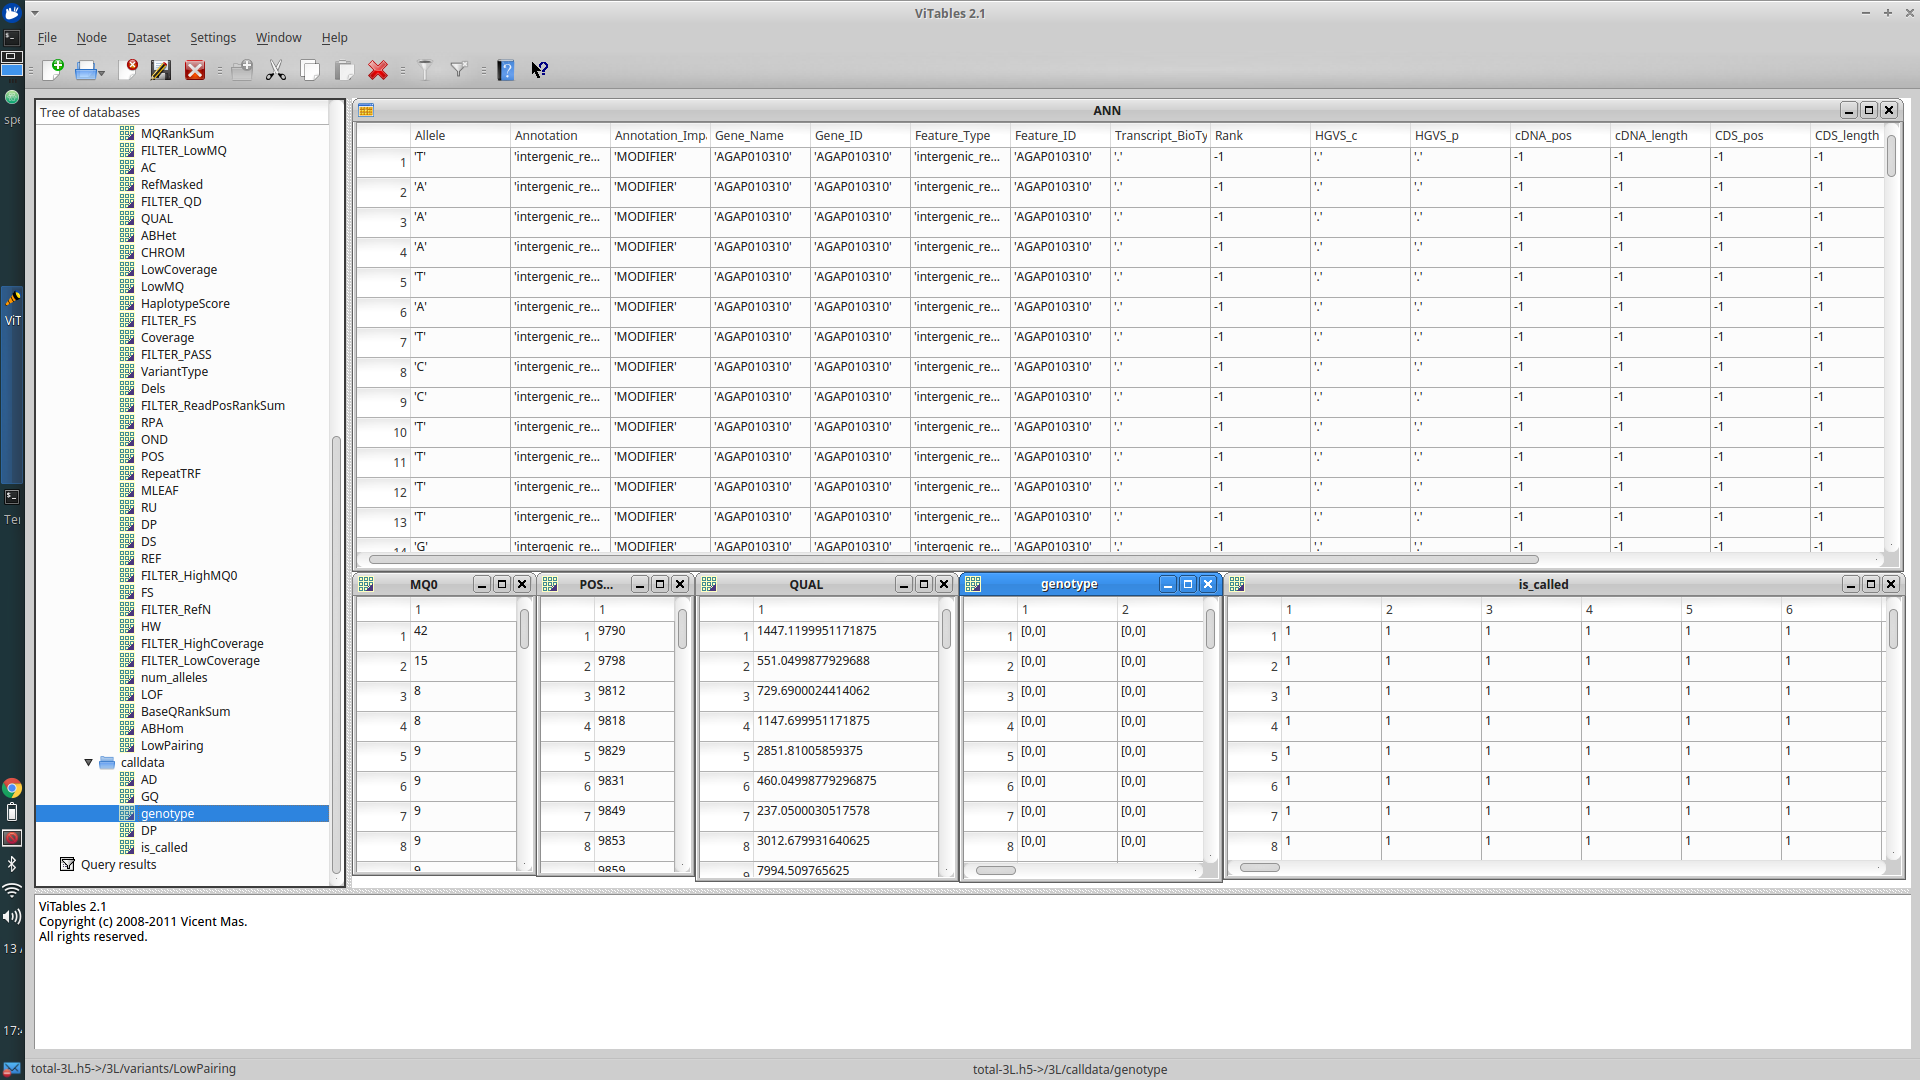 ViTables 2.1
File Node Dataset Settings Window Help
Tree of databases
MQRankSum
FILTER_LowMQ
AC
RefMasked
FILTER_QD
QUAL
ABHet
CHROM
LowCoverage
LowMQ
HaplotypeScore
FILTER_FS
Coverage
FILTER_PASS
VariantType
Dels
FILTER_ReadPosRankSum
RPA
OND
POS
RepeatTRF
MLEAF
RU
DP
DS
REF
FILTER_HighMQ0
FS
FILTER_RefN
HW
FILTER_HighCoverage
FILTER_LowCoverage
num_alleles
LOF
BaseQRankSum
ABHom
LowPairing
calldata
AD
GQ
genotype
DP
is_called
Query results
ANN
Allele Annotation Annotation_Impa Gene_Name Gene_ID Feature_Type Feature_ID Transcript_BioTy Rank HGVS_c HGVS_p cDNA_pos cDNA_length CDS_pos CDS_length
1 'T' 'intergenic_re... 'MODIFIER' 'AGAP010310' 'AGAP010310' 'intergenic_re... 'AGAP010310' '.' -1 '.' '.' -1 -1 -1 -1
2 'A' 'intergenic_re... 'MODIFIER' 'AGAP010310' 'AGAP010310' 'intergenic_re... 'AGAP010310' '.' -1 '.' '.' -1 -1 -1 -1
3 'A' 'intergenic_re... 'MODIFIER' 'AGAP010310' 'AGAP010310' 'intergenic_re... 'AGAP010310' '.' -1 '.' '.' -1 -1 -1 -1
4 'A' 'intergenic_re... 'MODIFIER' 'AGAP010310' 'AGAP010310' 'intergenic_re... 'AGAP010310' '.' -1 '.' '.' -1 -1 -1 -1
5 'T' 'intergenic_re... 'MODIFIER' 'AGAP010310' 'AGAP010310' 'intergenic_re... 'AGAP010310' '.' -1 '.' '.' -1 -1 -1 -1
6 'A' 'intergenic_re... 'MODIFIER' 'AGAP010310' 'AGAP010310' 'intergenic_re... 'AGAP010310' '.' -1 '.' '.' -1 -1 -1 -1
7 'T' 'intergenic_re... 'MODIFIER' 'AGAP010310' 'AGAP010310' 'intergenic_re... 'AGAP010310' '.' -1 '.' '.' -1 -1 -1 -1
8 'C' 'intergenic_re... 'MODIFIER' 'AGAP010310' 'AGAP010310' 'intergenic_re... 'AGAP010310' '.' -1 '.' '.' -1 -1 -1 -1
9 'C' 'intergenic_re... 'MODIFIER' 'AGAP010310' 'AGAP010310' 'intergenic_re... 'AGAP010310' '.' -1 '.' '.' -1 -1 -1 -1
10 'T' 'intergenic_re... 'MODIFIER' 'AGAP010310' 'AGAP010310' 'intergenic_re... 'AGAP010310' '.' -1 '.' '.' -1 -1 -1 -1
11 'T' 'intergenic_re... 'MODIFIER' 'AGAP010310' 'AGAP010310' 'intergenic_re... 'AGAP010310' '.' -1 '.' '.' -1 -1 -1 -1
12 'T' 'intergenic_re... 'MODIFIER' 'AGAP010310' 'AGAP010310' 'intergenic_re... 'AGAP010310' '.' -1 '.' '.' -1 -1 -1 -1
13 'T' 'intergenic_re... 'MODIFIER' 'AGAP010310' 'AGAP010310' 'intergenic_re... 'AGAP010310' '.' -1 '.' '.' -1 -1 -1 -1
14 'G' 'intergenic_re... 'MODIFIER' 'AGAP010310' 'AGAP010310' 'intergenic_re... 'AGAP010310' '.' -1 '.' '.' -1 -1 -1 -1
MQ0
1
1 42
2 15
3 8
4 8
5 9
6 9
7 9
8 9
9
POS...
1
1 9790
2 9798
3 9812
4 9818
5 9829
6 9831
7 9849
8 9853
9859
QUAL
1
1 1447.1199951171875
2 551.0499877929688
3 729.6900024414062
4 1147.699951171875
5 2851.81005859375
6 460.04998779296875
7 237.0500030517578
8 3012.679931640625
9 7994.509765625
genotype
1 2
1 [0,0] [0,0]
2 [0,0] [0,0]
3 [0,0] [0,0]
4 [0,0] [0,0]
5 [0,0] [0,0]
6 [0,0] [0,0]
7 [0,0] [0,0]
8 [0,0] [0,0]
is_called
1 2 3 4 5 6
1 1 1 1 1 1 1
2 1 1 1 1 1 1
3 1 1 1 1 1 1
4 1 1 1 1 1 1
5 1 1 1 1 1 1
6 1 1 1 1 1 1
7 1 1 1 1 1 1
8 1 1 1 1 1 1
ViTables 2.1
Copyright (c) 2008-2011 Vicent Mas.
All rights reserved.
total-3L.h5->/3L/variants/LowPairing
total-3L.h5->/3L/calldata/genotype
spe
ViT
Ter
13
17: